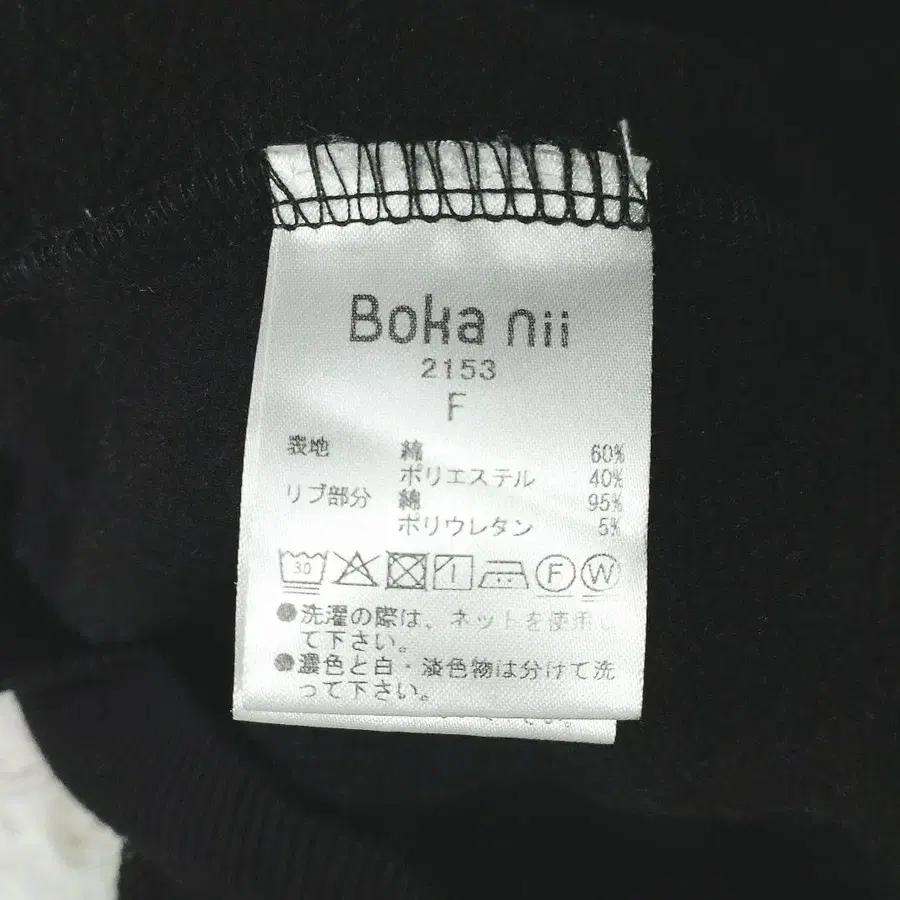 Boka nii
2153
F
表地 綿 60%
ポリエステル 40%
リブ部分 綿 95%
ポリウレタン 5%
30 F W
●洗濯の際は、ネットを使用し
て下さい。
●濃色と白・淡色物は分けて洗
って下さい。